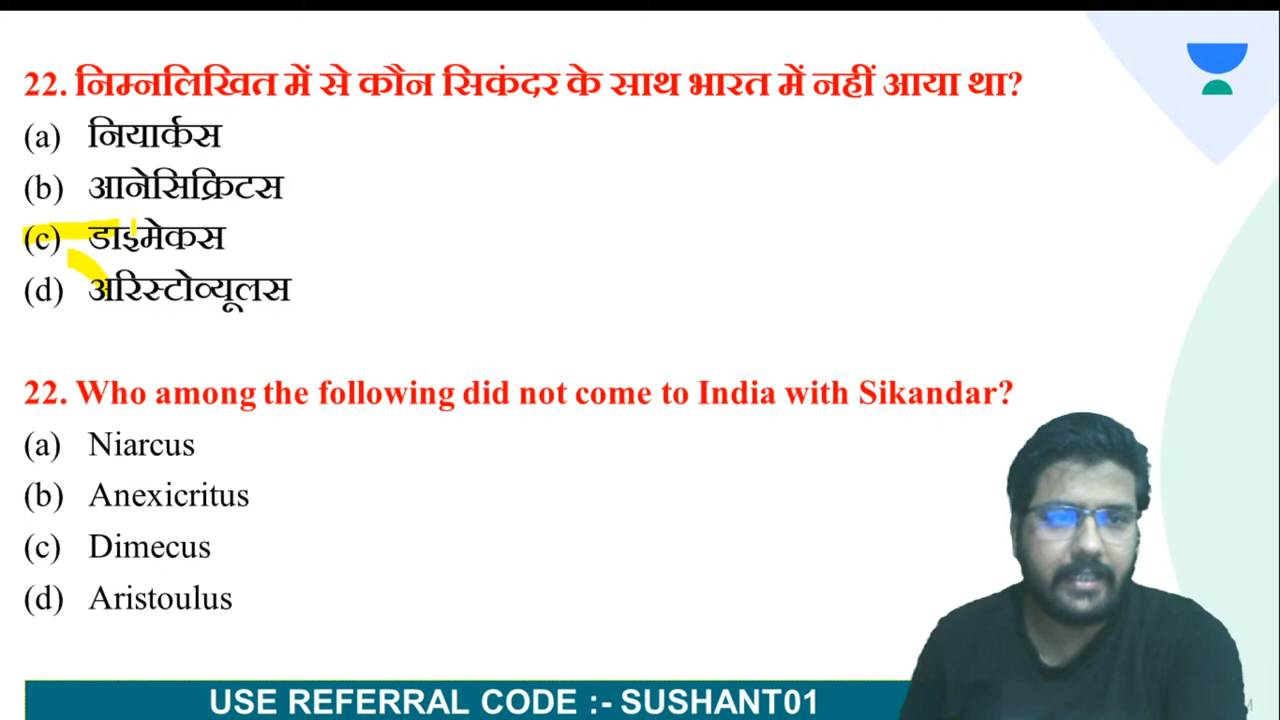 22. निम्नलिखित में से कौन सिकंदर के साथ भारत में नहीं आया था?
(a) नियार्कस
(b) आनेसिक्रिटस
(c) डाइमेकस
(d) अरिस्टोव्यूलस
22. Who among the following did not come to India with Sikandar?
(a) Niarcus
(b) Anexicritus
(c) Dimecus
(d) Aristoulus
USE REFERRAL CODE :- SUSHANT01